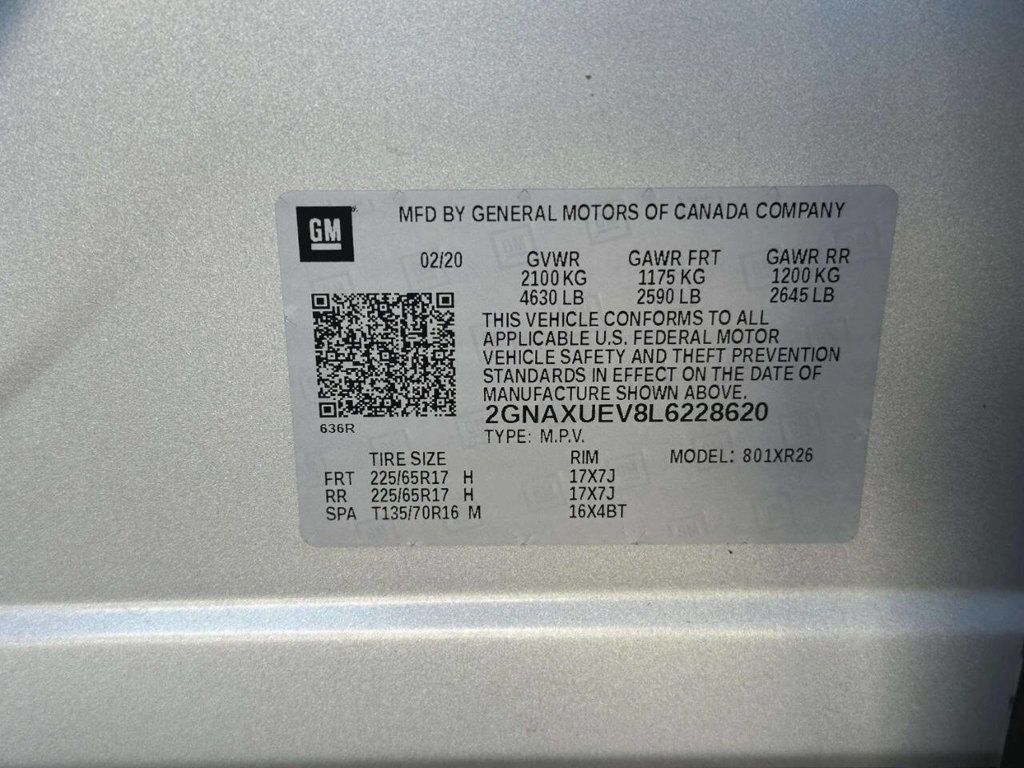 GM
MFD BY GENERAL MOTORS OF CANADA COMPANY
02/20 GVWR GAWR FRT GAWR RR
2100 KG 1175 KG 1200 KG
4630 LB 2590 LB 2645 LB
THIS VEHICLE CONFORMS TO ALL
APPLICABLE U.S. FEDERAL MOTOR
VEHICLE SAFETY AND THEFT PREVENTION
STANDARDS IN EFFECT ON THE DATE OF
MANUFACTURE SHOWN ABOVE.
2GNAXUEV8L6228620
636R
TYPE: M.P.V.
TIRE SIZE RIM MODEL: 801XR26
FRT 225/65R17 H 17X7J
RR 225/65R17 H 17X7J
SPA T135/70R16 M 16X4BT